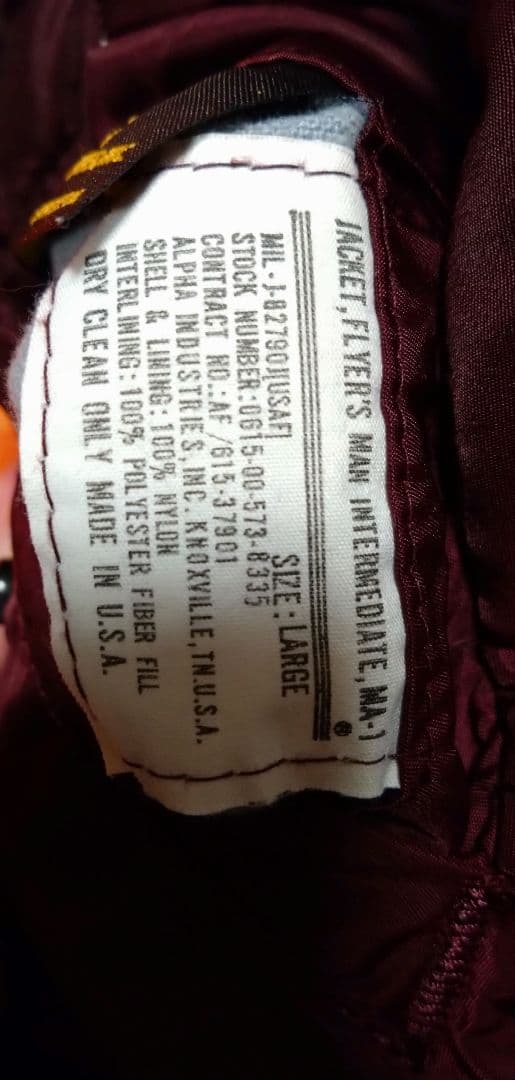 JACKET, FLYER'S MAN INTERMEDIATE, MA-1
®
SIZE: LARGE
MIL-J-82790J(USAF)
STOCK NUMBER: 0615-00-573-8335
CONTRACT NO.: AF/615-37901
ALPHA INDUSTRIES, INC. KNOXVILLE, TN. U.S.A.
SHELL & LINING: 100% NYLON
INTERLINING: 100% POLYESTER FIBER FILL
DRY CLEAN ONLY MADE IN U.S.A.